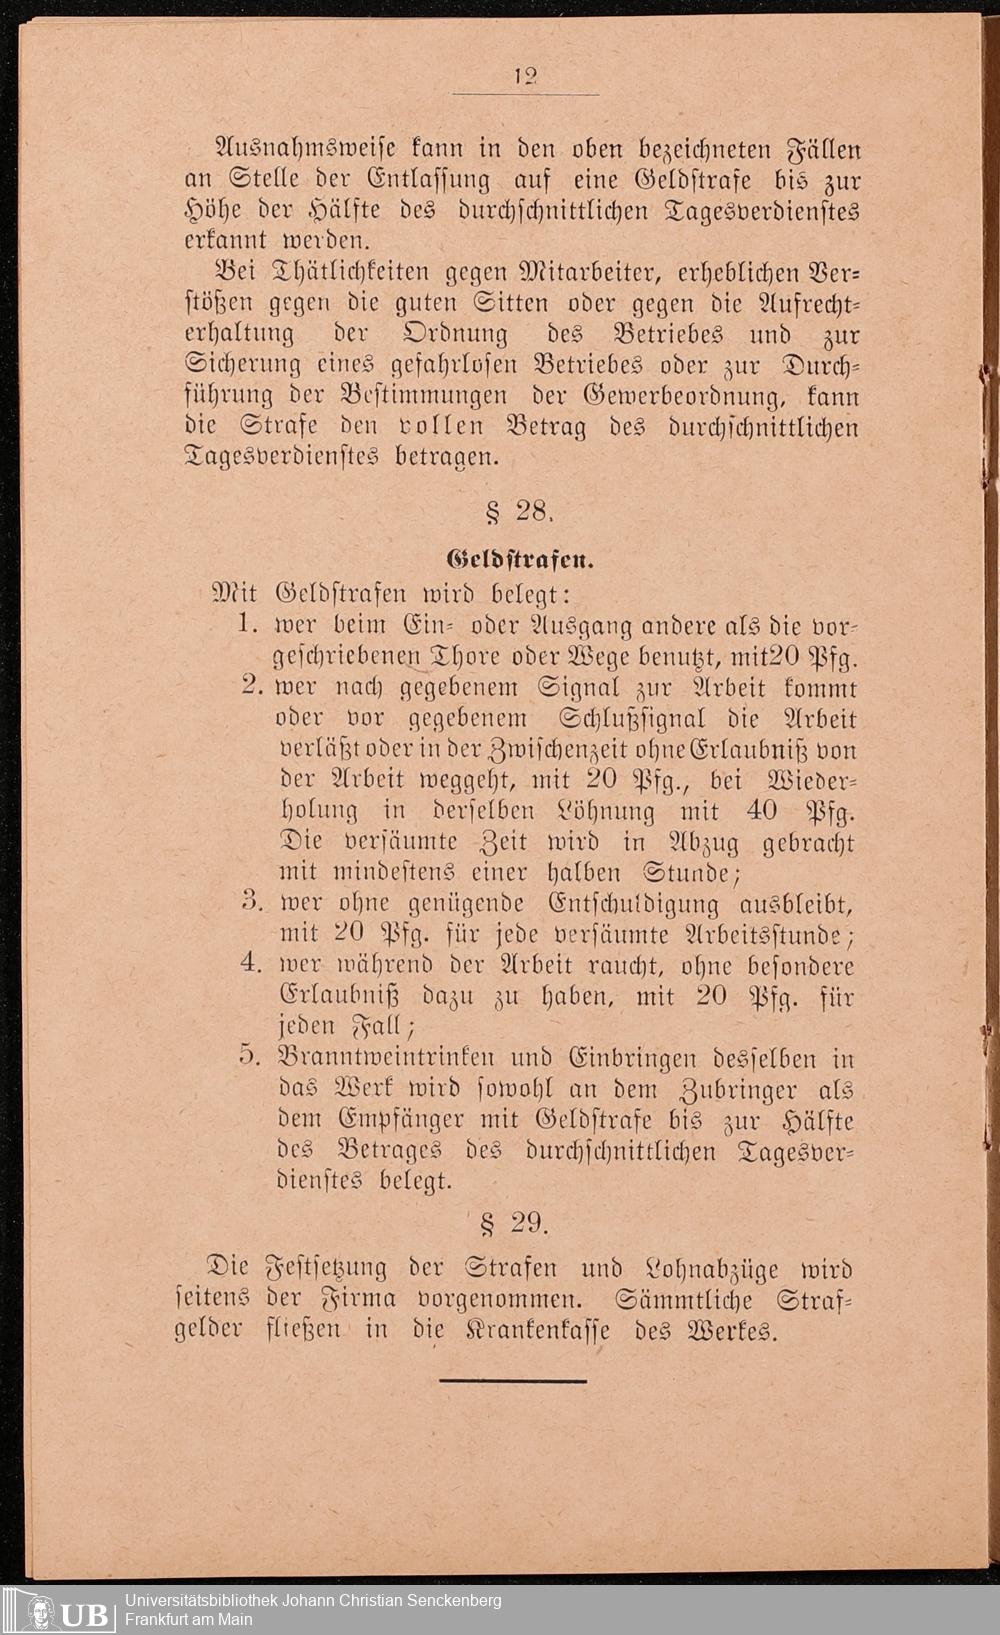 12
Ausnahmsweise kann in den oben bezeichneten Fällen
an Stelle der Entlassung auf eine Geldstrafe bis zur
Höhe der Hälfte des durchschnittlichen Tagesverdienstes
erkannt werden.
Bei Thätlichkeiten gegen Mitarbeiter, erheblichen Ver-
stößen gegen die guten Sitten oder gegen die Aufrecht-
erhaltung der Ordnung des Betriebes und zur
Sicherung eines gefahrlosen Betriebes oder zur Durch-
führung der Bestimmungen der Gewerbeordnung, kann
die Strafe den vollen Betrag des durchschnittlichen
Tagesverdienstes betragen.
§ 28.
Geldstrafen.
Mit Geldstrafen wird belegt:
1. wer beim Ein- oder Ausgang andere als die vor-
geschriebenen Thore oder Wege benutzt, mit 20 Pfg.
2. wer nach gegebenem Signal zur Arbeit kommt
oder vor gegebenem Schlußsignal die Arbeit
verläßt oder in der Zwischenzeit ohne Erlaubniß von
der Arbeit weggeht, mit 20 Pfg., bei Wieder-
holung in derselben Löhnung mit 40 Pfg.
Die versäumte Zeit wird in Abzug gebracht
mit mindestens einer halben Stunde;
3. wer ohne genügende Entschuldigung ausbleibt,
mit 20 Pfg. für jede versäumte Arbeitsstunde;
4. wer während der Arbeit raucht, ohne besondere
Erlaubniß dazu zu haben, mit 20 Pfg. für
jeden Fall;
5. Branntweintrinken und Einbringen desselben in
das Werk wird sowohl an dem Zubringer als
dem Empfänger mit Geldstrafe bis zur Hälfte
des Betrages des durchschnittlichen Tagesver-
dienstes belegt.
§ 29.
Die Festsetzung der Strafen und Lohnabzüge wird
seitens der Firma vorgenommen. Sämmtliche Straf-
gelder fließen in die Krankenkasse des Werkes.
UB Universitätsbibliothek Johann Christian Senckenberg
Frankfurt am Main